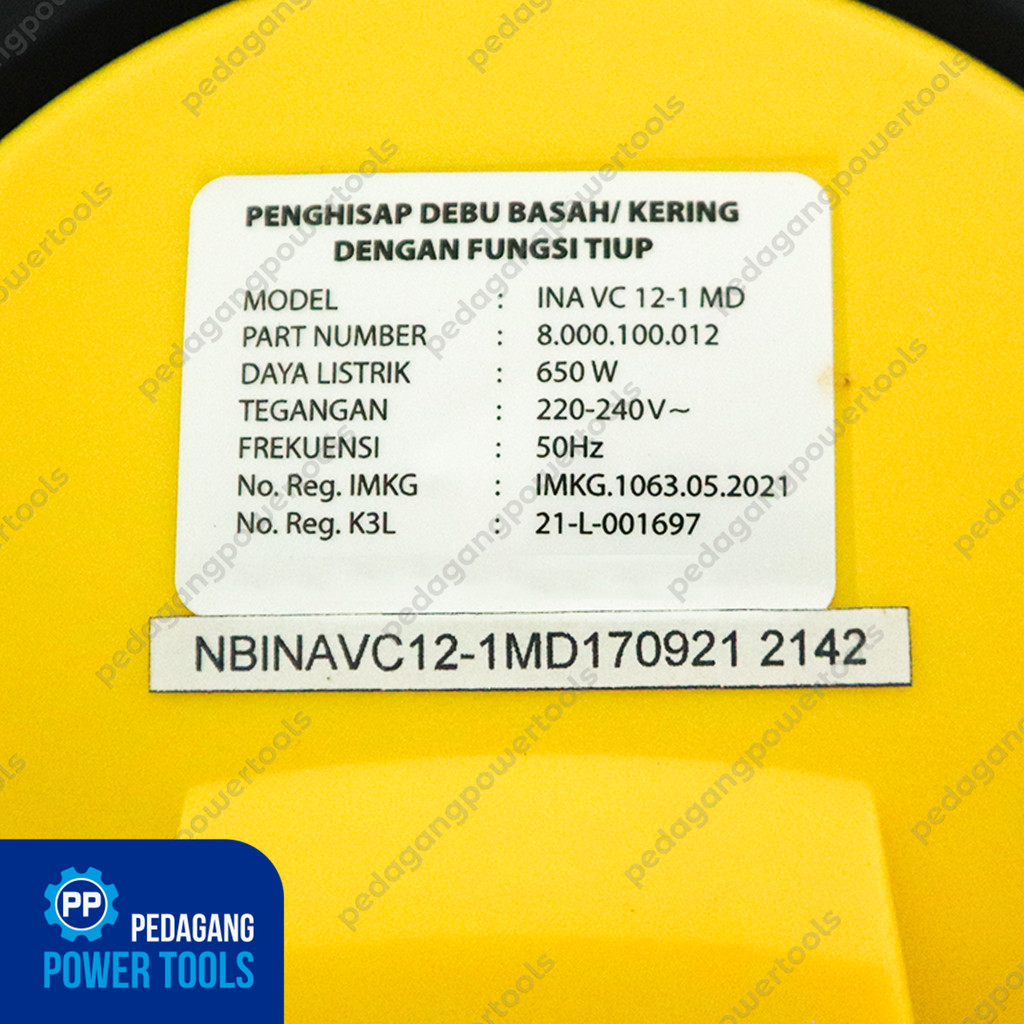 PENGHISAP DEBU BASAH/ KERING
DENGAN FUNGSI TIUP
MODEL : INA VC 12-1 MD
PART NUMBER : 8.000.100.012
DAYA LISTRIK : 650 W
TEGANGAN : 220-240V~
FREKUENSI : 50Hz
No. Reg. IMKG : IMKG.1063.05.2021
No. Reg. K3L : 21-L-001697
NBINAVC12-1MD170921 2142
PP PEDAGANG
POWER TOOLS
pedagangpowertools